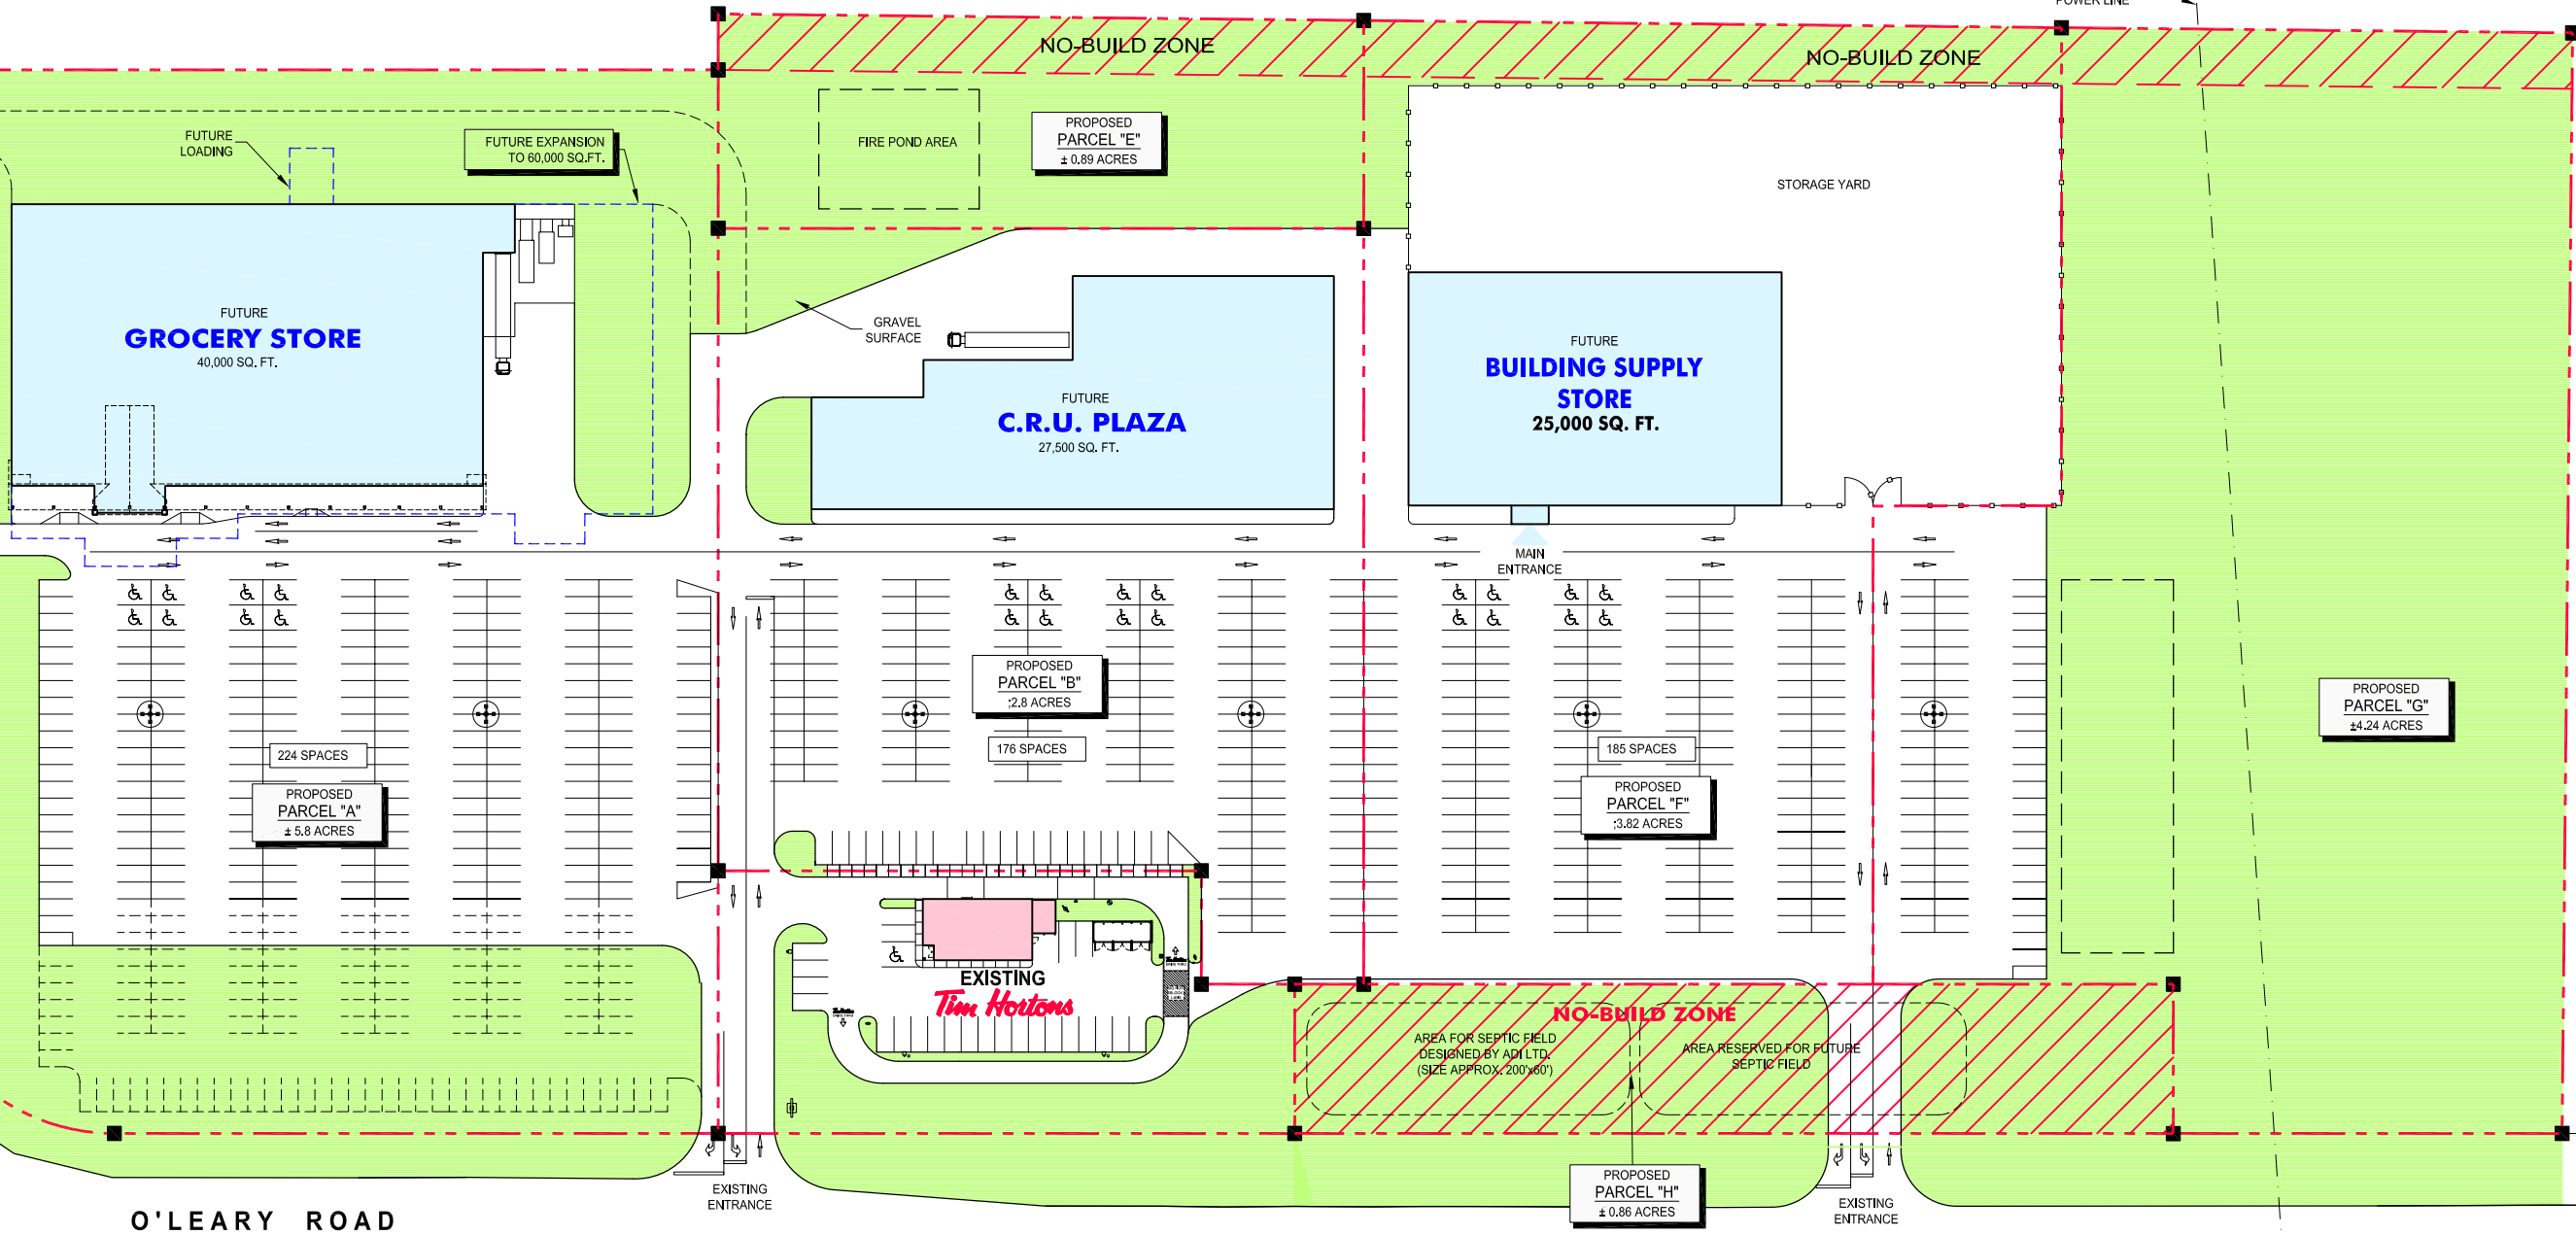 POWER LINE
NO-BUILD ZONE
NO-BUILD ZONE
FUTURE
LOADING
FUTURE EXPANSION
TO 60,000 SQ.FT.
FIRE POND AREA
PROPOSED
PARCEL "E"
± 0.89 ACRES
STORAGE YARD
FUTURE
GROCERY STORE
40,000 SQ. FT.
GRAVEL
SURFACE
FUTURE
C.R.U. PLAZA
27,500 SQ. FT.
FUTURE
BUILDING SUPPLY
STORE
25,000 SQ. FT.
MAIN
ENTRANCE
PROPOSED
PARCEL "B"
;2.8 ACRES
176 SPACES
224 SPACES
PROPOSED
PARCEL "A"
± 5.8 ACRES
185 SPACES
PROPOSED
PARCEL "F"
;3.82 ACRES
PROPOSED
PARCEL "G"
±4.24 ACRES
EXISTING
Tim Hortons
NO-BUILD ZONE
AREA FOR SEPTIC FIELD
DESIGNED BY ADI LTD.
(SIZE APPROX. 200'x60')
AREA RESERVED FOR FUTURE
SEPTIC FIELD
PROPOSED
PARCEL "H"
± 0.86 ACRES
EXISTING
ENTRANCE
EXISTING
ENTRANCE
O'LEARY ROAD